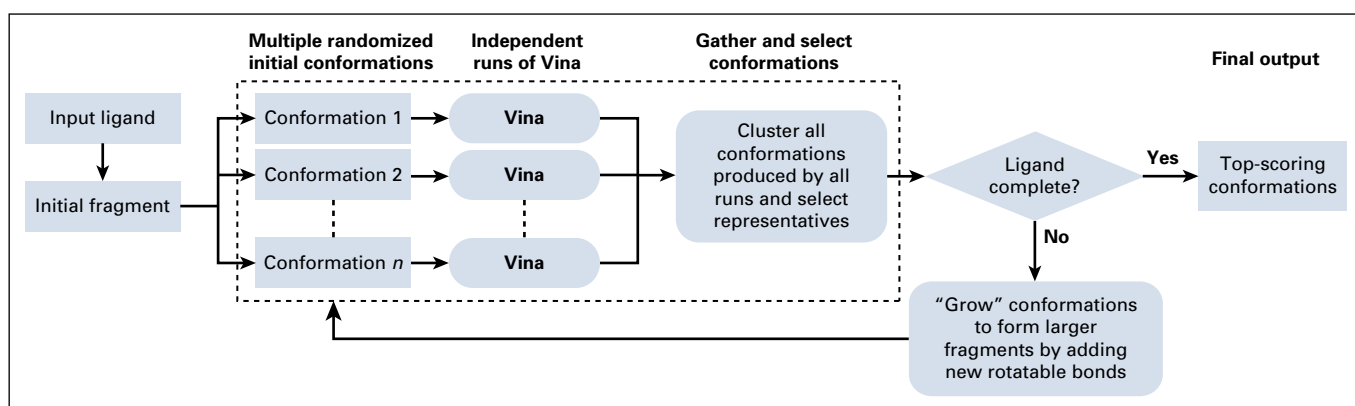 Multiple randomized
initial conformations
Independent
runs of Vina
Gather and select
conformations
Final output
Input ligand
Initial fragment
Conformation 1
Vina
Conformation 2
Vina
Conformation n
Vina
Cluster all
conformations
produced by all
runs and select
representatives
Ligand
complete?
Yes
Top-scoring
conformations
No
“Grow” conformations
to form larger
fragments by adding
new rotatable bonds